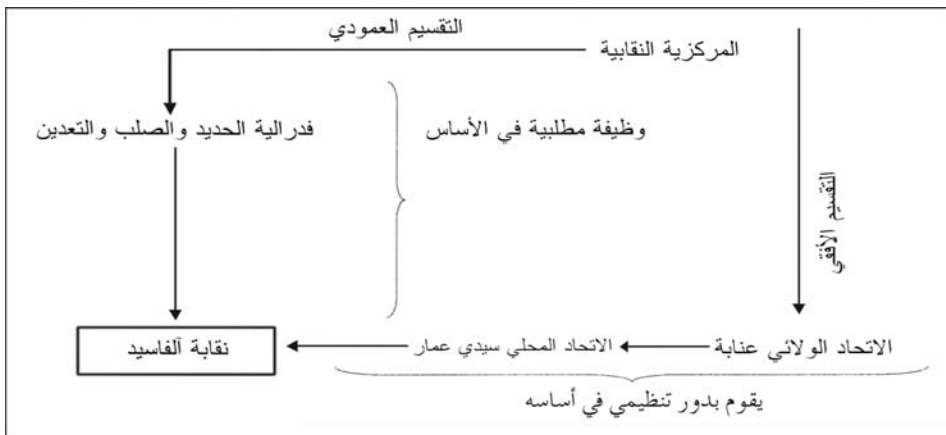 التقسيم العمودي
المركزية النقابية
فدرالية الحديد والصلب والتعدين
وظيفة مطلبية في الأساس
التقسيم الأفقي
الاتحاد الولائي عنابة
الاتحاد المحلي سيدي عمار
نقابة آلفاسيد
يقوم بدور تنظيمي في أساسه